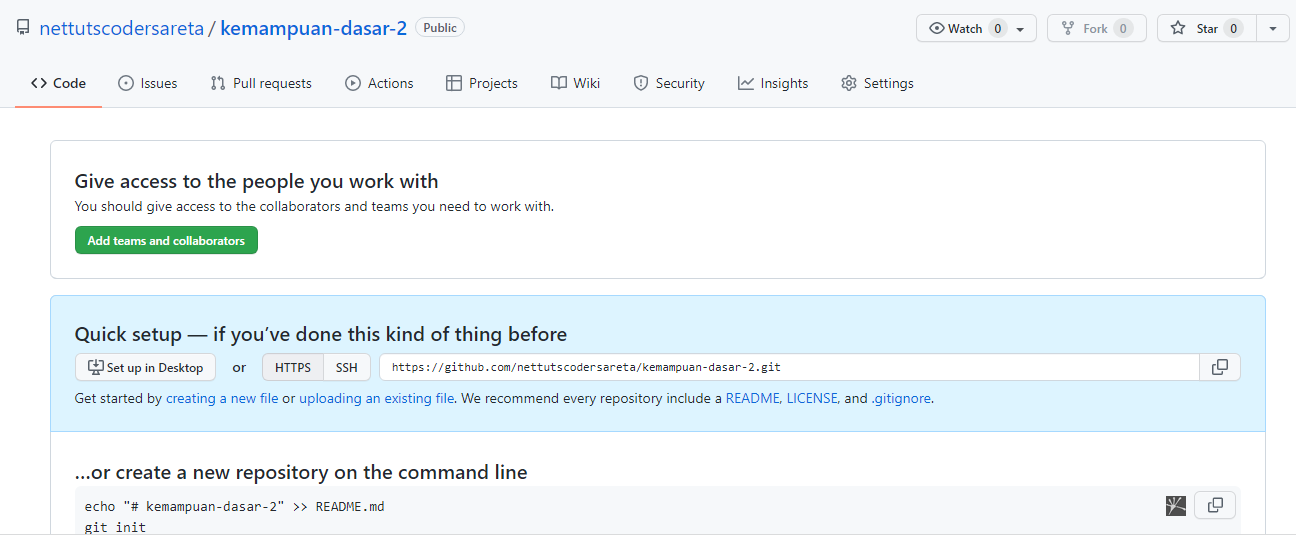 nettutscodersareta / kemampuan-dasar-2 Public Watch 0 Fork 0 Star 0
Code Issues Pull requests Actions Projects Wiki Security Insights Settings
Give access to the people you work with
You should give access to the collaborators and teams you need to work with.
Add teams and collaborators
Quick setup — if you’ve done this kind of thing before
Set up in Desktop or HTTPS SSH https://github.com/nettutscodersareta/kemampuan-dasar-2.git
Get started by creating a new file or uploading an existing file. We recommend every repository include a README, LICENSE, and .gitignore.
…or create a new repository on the command line
echo "# kemampuan-dasar-2" >> README.md
git init